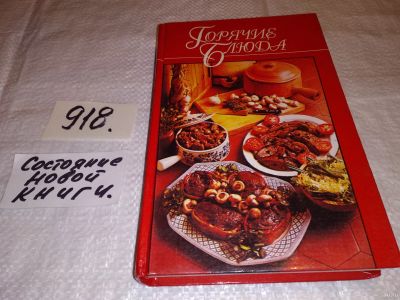 Горячие
Блюда
918.
Состояние
Новой
книги.